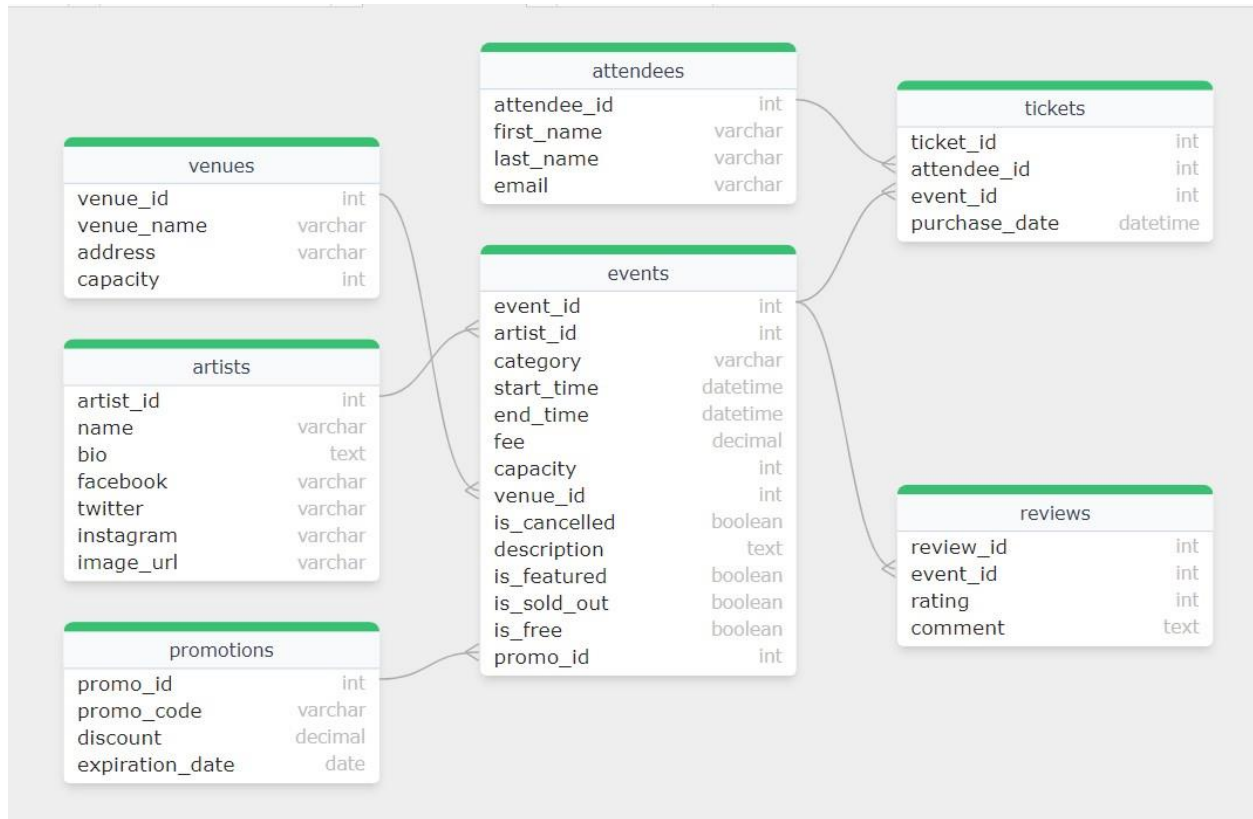 venues
venue_id int
venue_name varchar
address varchar
capacity int
artists
artist_id int
name varchar
bio text
facebook varchar
twitter varchar
instagram varchar
image_url varchar
promotions
promo_id int
promo_code varchar
discount decimal
expiration_date date
attendees
attendee_id int
first_name varchar
last_name varchar
email varchar
events
event_id int
artist_id int
category varchar
start_time datetime
end_time datetime
fee decimal
capacity int
venue_id int
is_cancelled boolean
description text
is_featured boolean
is_sold_out boolean
is_free boolean
promo_id int
tickets
ticket_id int
attendee_id int
event_id int
purchase_date datetime
reviews
review_id int
event_id int
rating int
comment text